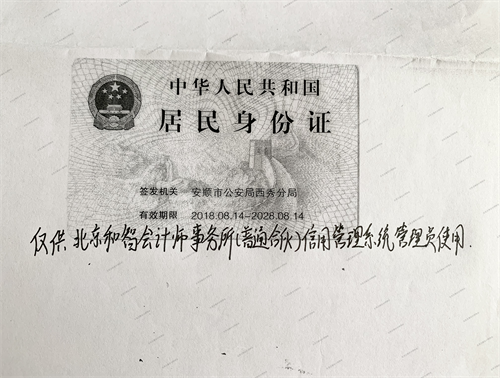 中华人民共和国
居民身份证
签发机关 安顺市公安局西秀分局
有效期限 2018.08.14-2028.08.14
仅供北京和智会计师事务所(普通合伙)信用管理系统管理员使用.